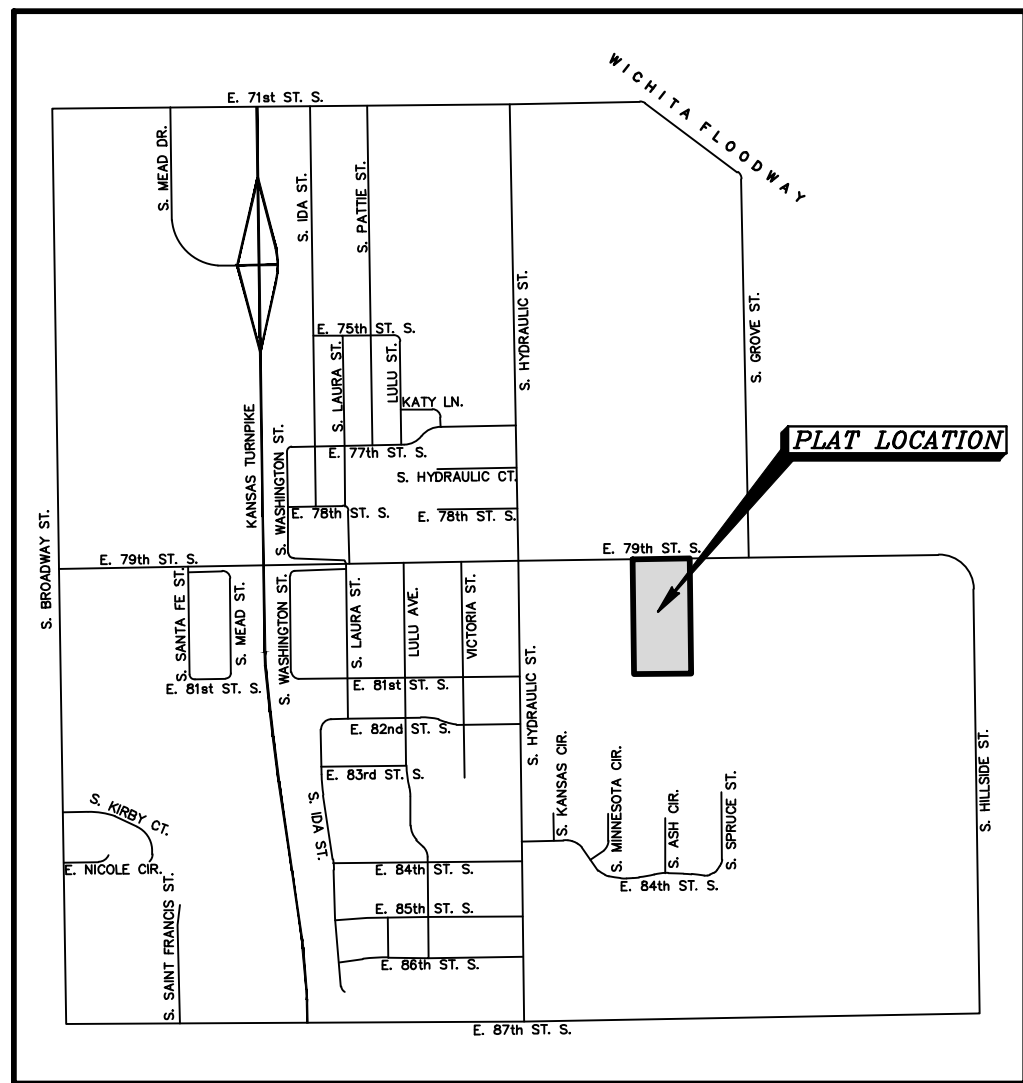 WICHITA FLOODWAY
E. 71st ST. S.
S. MEAD DR.
S. IDA ST.
S. PATTIE ST.
S. HYDRAULIC ST.
S. GROVE ST.
E. 75th ST. S.
S. LAURA ST.
LULU ST.
KATY LN.
KANSAS TURNPIKE
S. WASHINGTON ST.
E. 77th ST. S.
S. HYDRAULIC CT.
PLAT LOCATION
E. 78th ST. S.
E. 78th ST. S.
S. BROADWAY ST.
E. 79th ST. S.
E. 79th ST. S.
S. SANTA FE ST.
S. MEAD ST.
S. WASHINGTON ST.
S. LAURA ST.
LULU AVE.
VICTORIA ST.
S. HYDRAULIC ST.
E. 81st ST. S.
E. 81st ST. S.
E. 82nd ST. S.
E. 83rd ST. S.
S. IDA ST.
S. KANSAS CIR.
S. MINNESOTA CIR.
S. ASH CIR.
S. SPRUCE ST.
S. HILLSIDE ST.
S. KIRBY CT.
E. NICOLE CIR.
E. 84th ST. S.
E. 84th ST. S.
S. SAINT FRANCIS ST.
E. 85th ST. S.
E. 86th ST. S.
E. 87th ST. S.